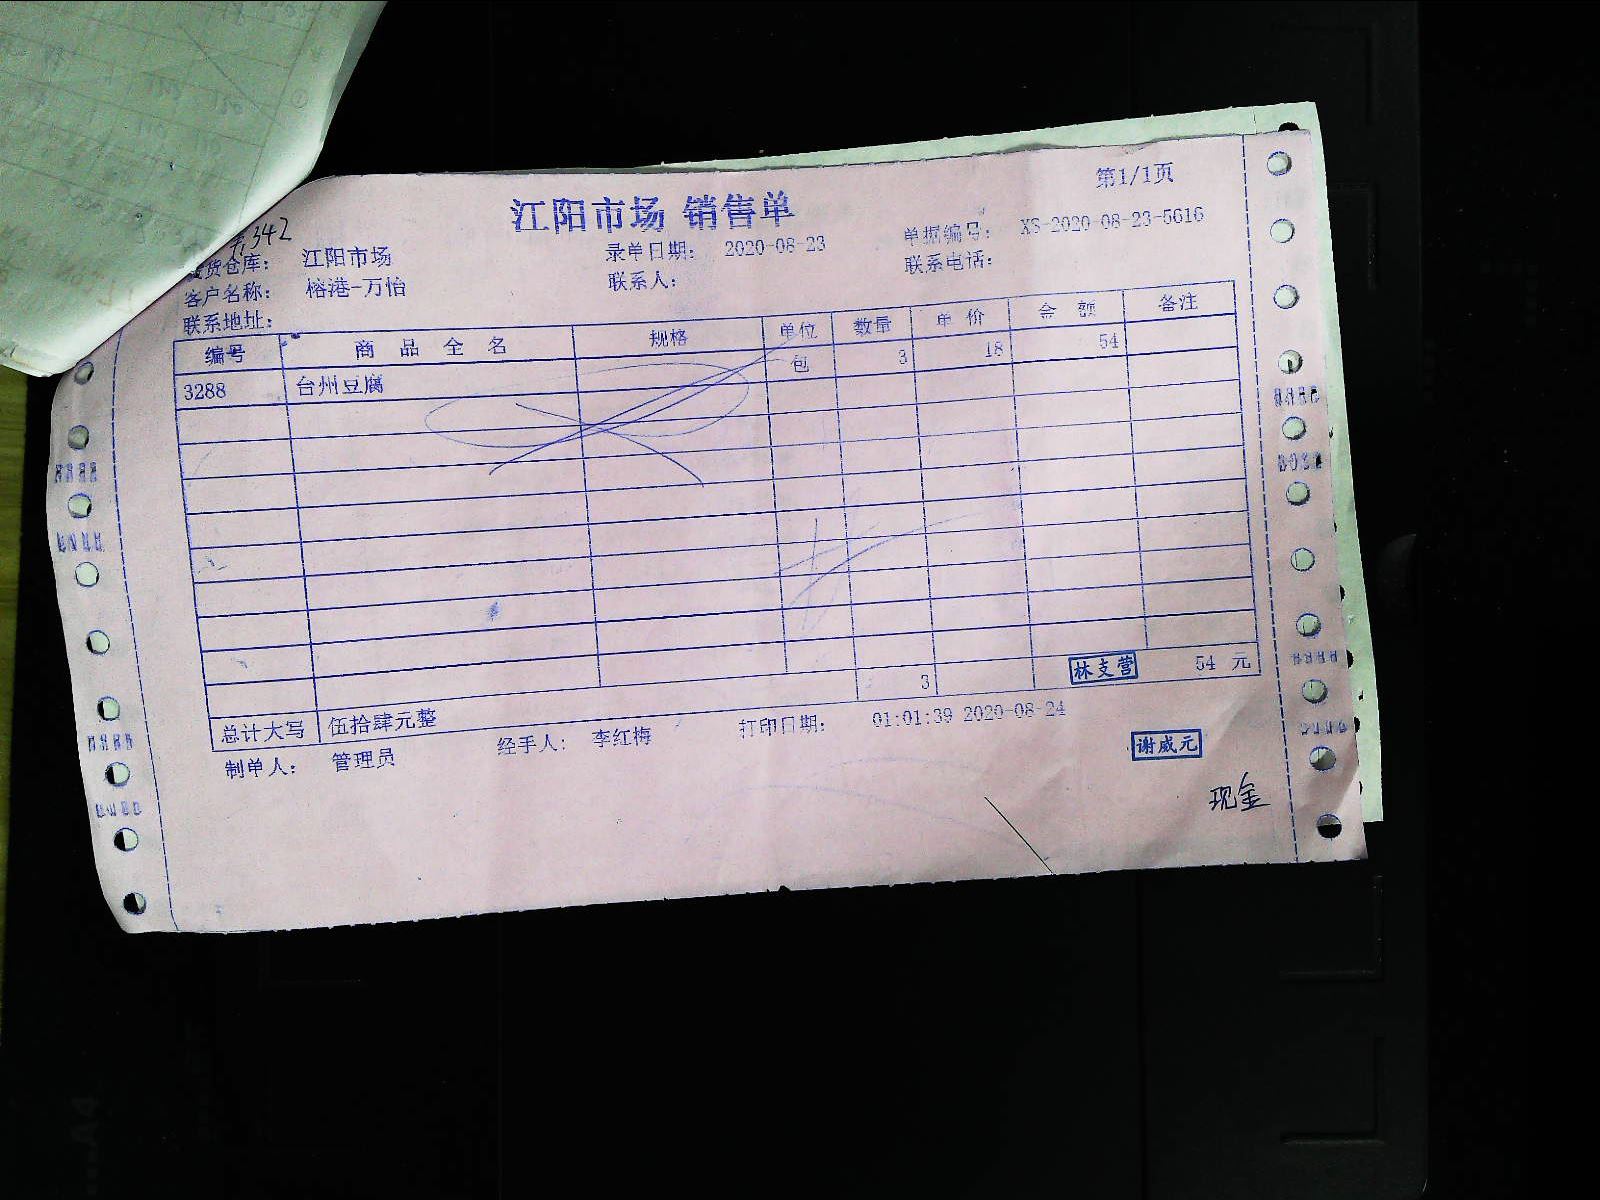 江阳市场 销售单
第1/1页
342
货仓库： 江阳市场
录单日期： 2020-08-23
单据编号： XS-2020-08-23-5616
客户名称： 榕港-万怡
联系人：
联系电话：
联系地址：
编号 商 品 全 名 规格 单位 数量 单 价 金 额 备注
3288 台州豆腐 包 3 18 54
3 林支营 54 元
总计大写 伍拾肆元整
制单人： 管理员 经手人： 李红梅 打印日期： 01:01:39 2020-08-24
谢威元
现金